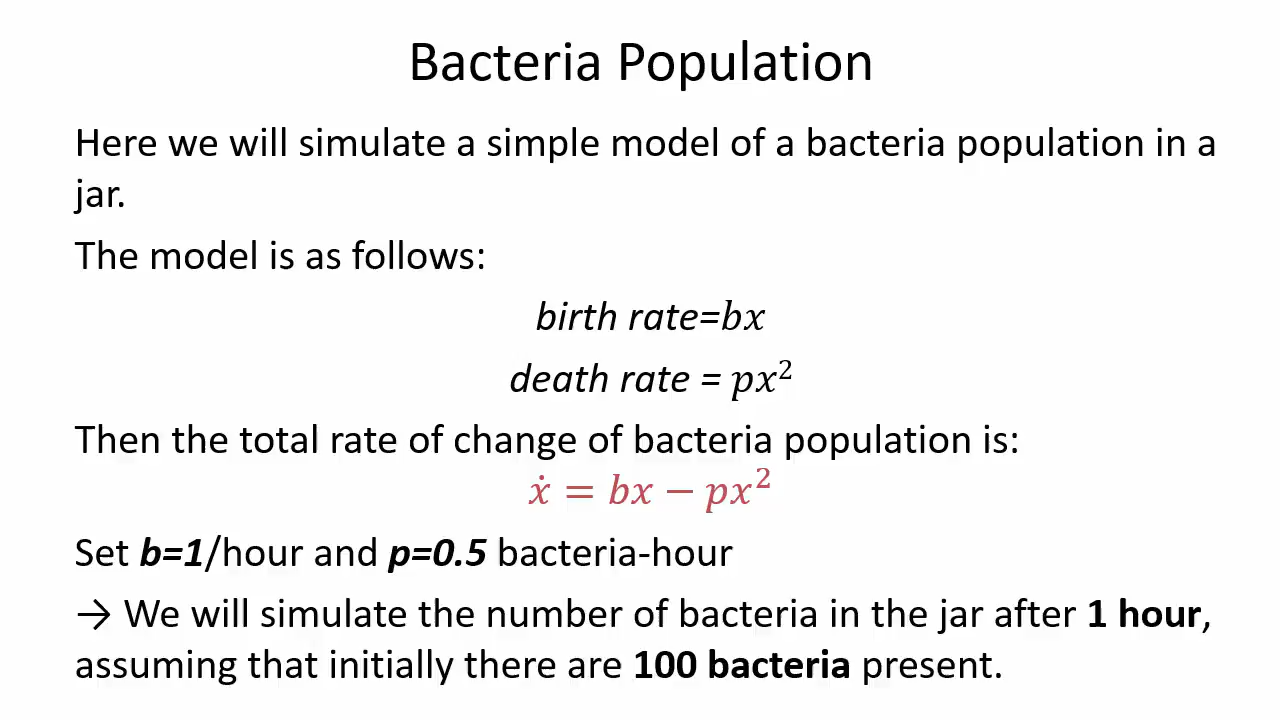 Bacteria Population
Here we will simulate a simple model of a bacteria population in a
jar.
The model is as follows:
birth rate=bx
death rate = px²
Then the total rate of change of bacteria population is:
ẋ = bx − px²
Set b=1/hour and p=0.5 bacteria-hour
→ We will simulate the number of bacteria in the jar after 1 hour,
assuming that initially there are 100 bacteria present.